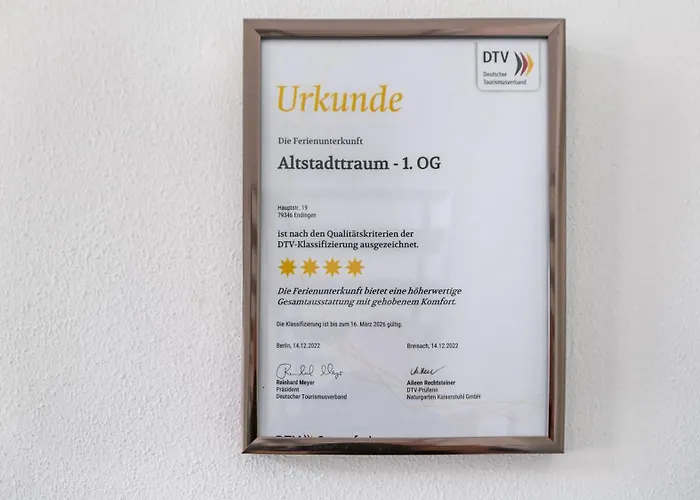 DTV
Deutscher
Tourismusverband
Urkunde
Die Ferienunterkunft
Altstadttraum - 1. OG
Hauptstr. 19
79346 Endingen
ist nach den Qualitätskriterien der
DTV-Klassifizierung ausgezeichnet.
Die Ferienunterkunft bietet eine höherwertige
Gesamtausstattung mit gehobenem Komfort.
Die Klassifizierung ist bis zum 16. März 2026 gültig.
Berlin, 14.12.2022
Reinhard Meyer
Präsident
Deutscher Tourismusverband
Breisach, 14.12.2022
Aileen Rechtsteiner
DTV-Prüferin
Naturgarten Kaiserstuhl GmbH